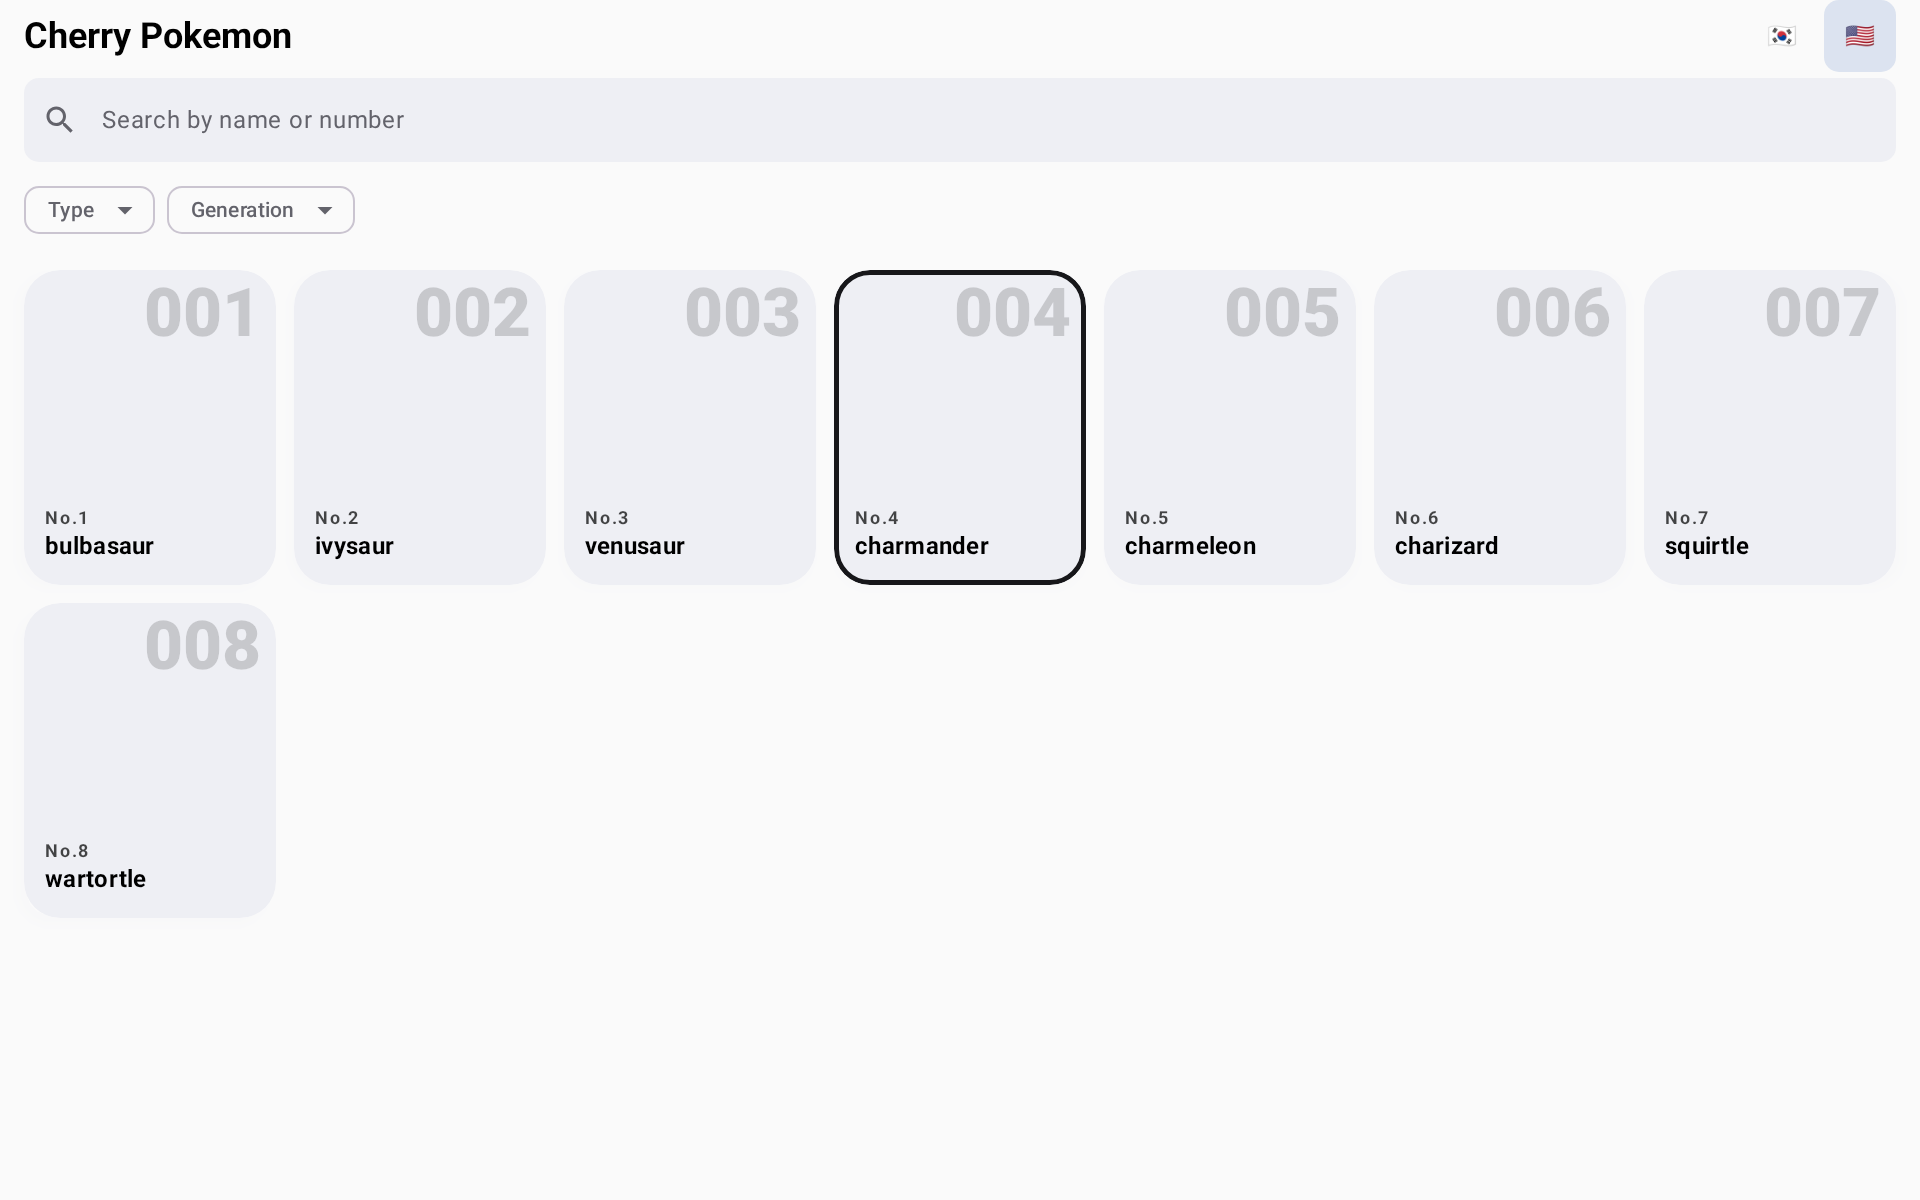 Cherry Pokemon
Search by name or number
Type
Generation
001
No.1
bulbasaur
002
No.2
ivysaur
003
No.3
venusaur
004
No.4
charmander
005
No.5
charmeleon
006
No.6
charizard
007
No.7
squirtle
008
No.8
wartortle